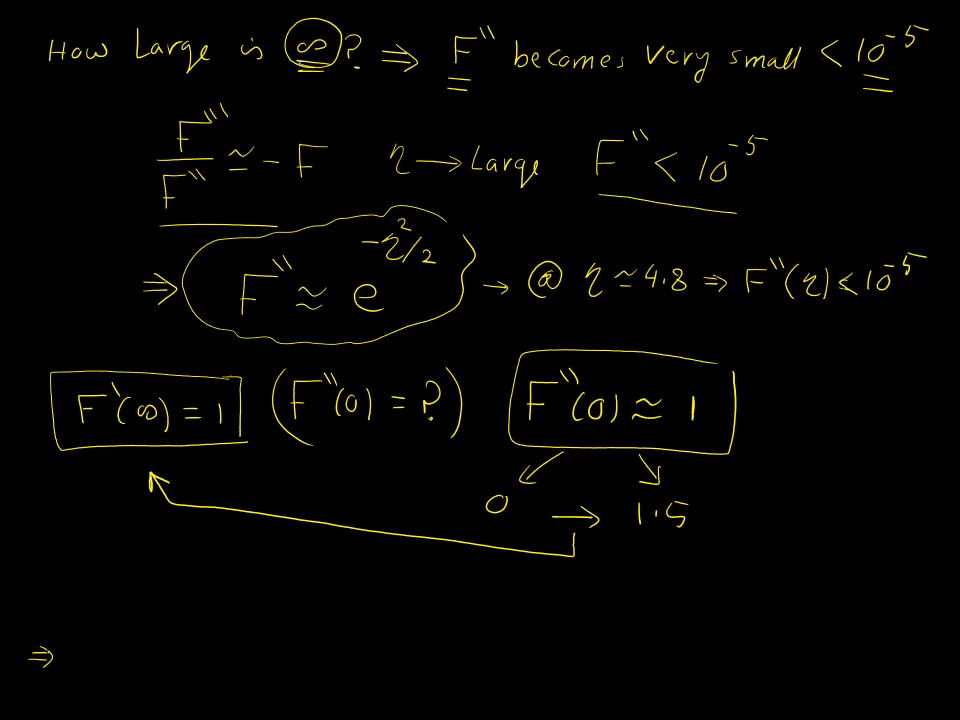 How Large is ∞? ⇒ F'' becomes very small < 10^-5
F'''/F'' ≃ - F   η → Large   F'' < 10^-5
⇒ F'' ≈ e^(-η²/2) → @ η ≃ 4.8 ⇒ F''(η) < 10^-5
F'(∞) = 1   (F''(0) = ?)   F''(0) ≈ 1
0 → 1.5
⇒